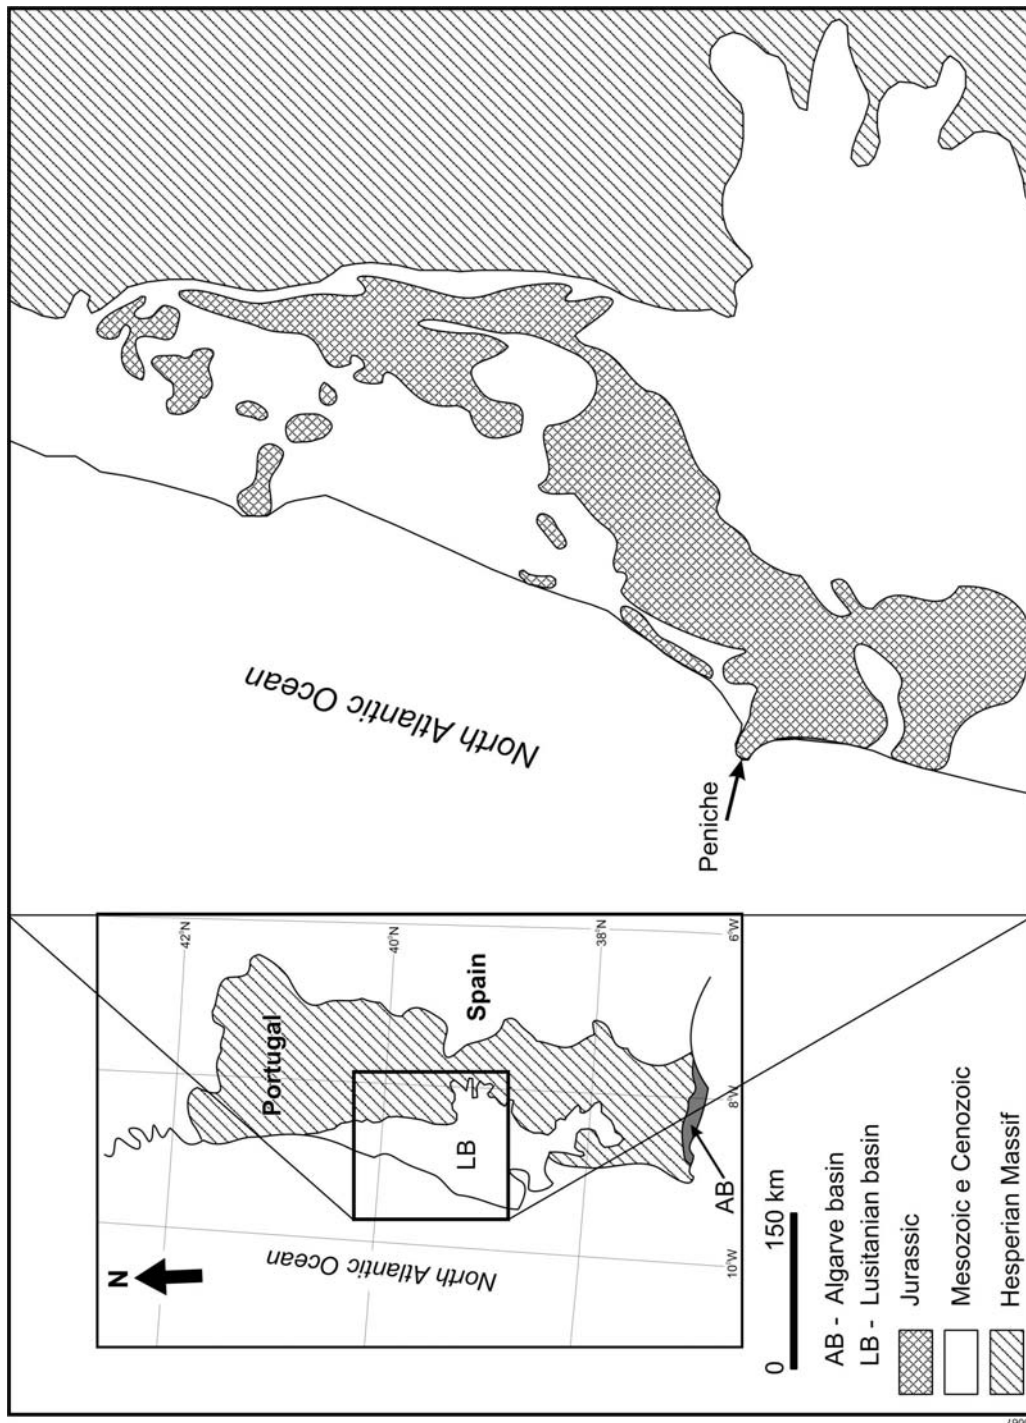 North Atlantic Ocean
Peniche
42°N
40°N
38°N
Portugal
Spain
LB
6°W
8°W
10°W
AB
North Atlantic Ocean
N
0
150 km
AB - Algarve basin
LB - Lusitanian basin
Jurassic
Mesozoic e Cenozoic
Hesperian Massif